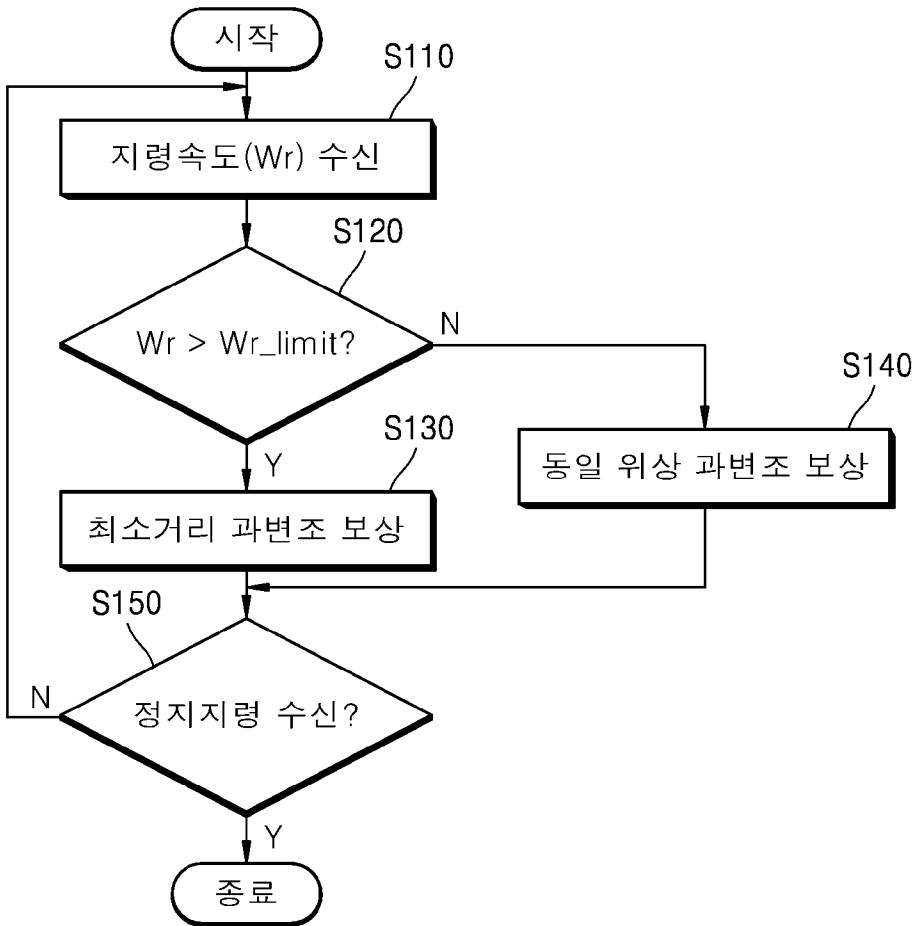 시작
S110
지령속도(Wr) 수신
S120
Wr > Wr_limit?
N
S140
동일 위상 과변조 보상
Y
S130
최소거리 과변조 보상
S150
N
정지지령 수신?
Y
종료